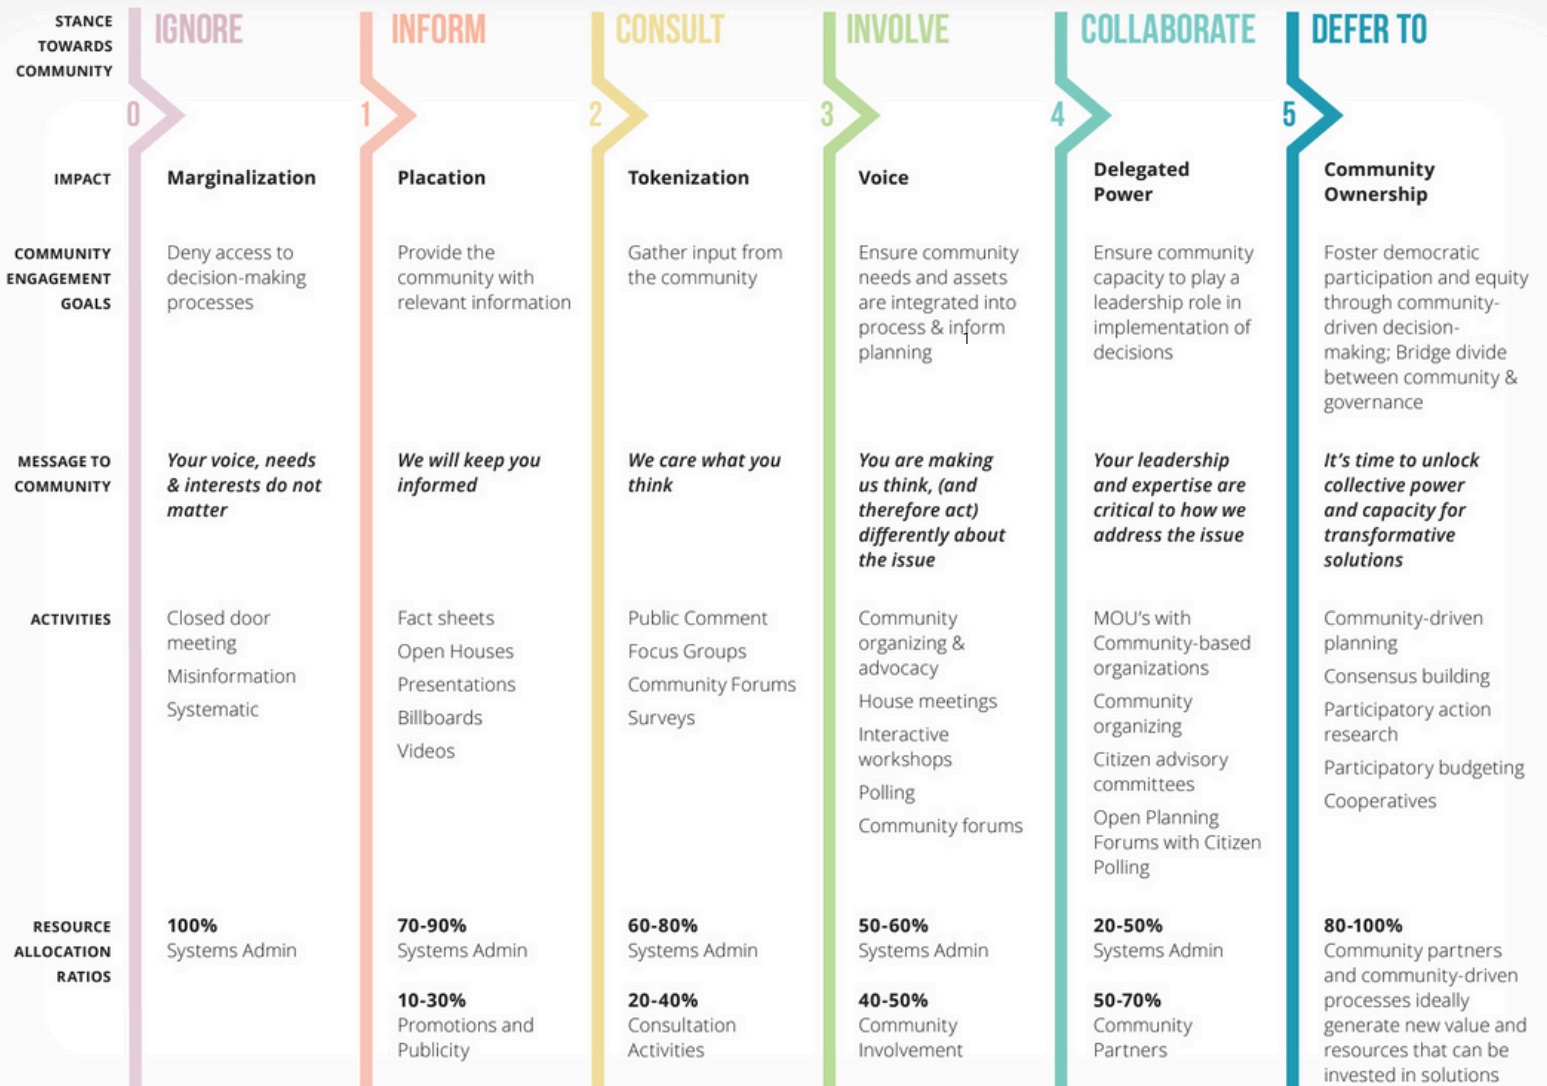 STANCE
TOWARDS
COMMUNITY
IGNORE
INFORM
CONSULT
INVOLVE
COLLABORATE
DEFER TO
0
1
2
3
4
5
IMPACT
Marginalization
Placation
Tokenization
Voice
Delegated
Power
Community
Ownership
COMMUNITY
ENGAGEMENT
GOALS
Deny access to
decision-making
processes
Provide the
community with
relevant information
Gather input from
the community
Ensure community
needs and assets
are integrated into
process & inform
planning
Ensure community
capacity to play a
leadership role in
implementation of
decisions
Foster democratic
participation and equity
through community-
driven decision-
making; Bridge divide
between community &
governance
MESSAGE TO
COMMUNITY
Your voice, needs
& interests do not
matter
We will keep you
informed
We care what you
think
You are making
us think, (and
therefore act)
differently about
the issue
Your leadership
and expertise are
critical to how we
address the issue
It's time to unlock
collective power
and capacity for
transformative
solutions
ACTIVITIES
Closed door
meeting
Misinformation
Systematic
Fact sheets
Open Houses
Presentations
Billboards
Videos
Public Comment
Focus Groups
Community Forums
Surveys
Community
organizing &
advocacy
House meetings
Interactive
workshops
Polling
Community forums
MOU's with
Community-based
organizations
Community
organizing
Citizen advisory
committees
Open Planning
Forums with Citizen
Polling
Community-driven
planning
Consensus building
Participatory action
research
Participatory budgeting
Cooperatives
RESOURCE
ALLOCATION
RATIOS
100%
Systems Admin
70-90%
Systems Admin
10-30%
Promotions and
Publicity
60-80%
Systems Admin
20-40%
Consultation
Activities
50-60%
Systems Admin
40-50%
Community
Involvement
20-50%
Systems Admin
50-70%
Community
Partners
80-100%
Community partners
and community-driven
processes ideally
generate new value and
resources that can be
invested in solutions